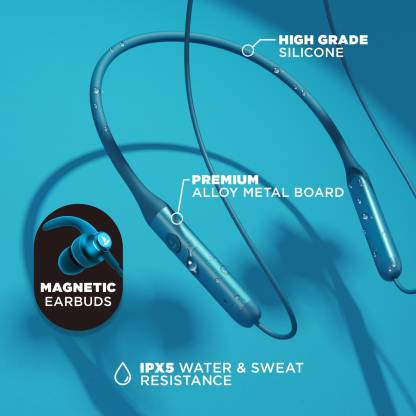 HIGH GRADE
SILICONE
PREMIUM
ALLOY METAL BOARD
MAGNETIC
EARBUDS
IPX5 WATER & SWEAT
RESISTANCE